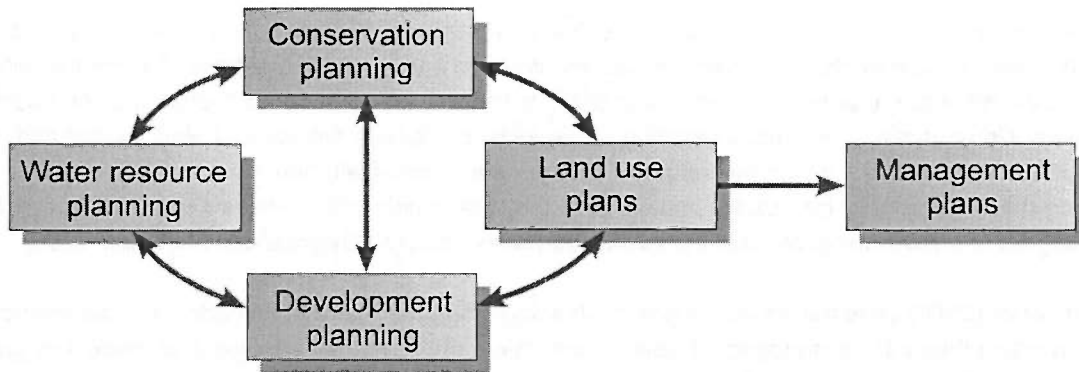 Conservation
planning
Water resource
planning
Land use
plans
Management
plans
Development
planning